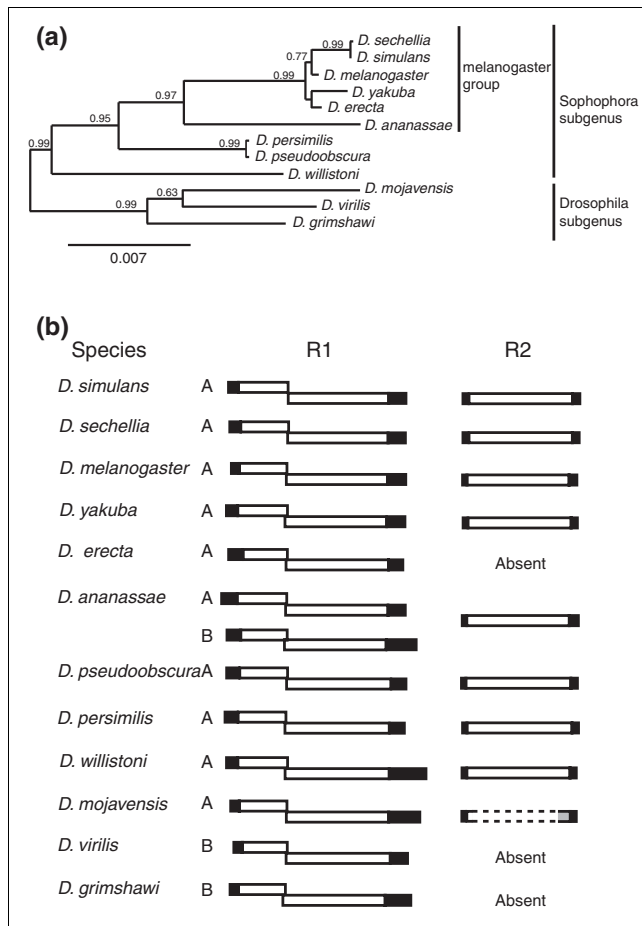 (a)
0.99 D. sechellia
D. simulans
0.77
D. melanogaster
0.99
D. yakuba
D. erecta
0.97
D. ananassae
0.95
0.99 D. persimilis
D. pseudoobscura
0.99
D. willistoni
0.63 D. mojavensis
D. virilis
0.99
D. grimshawi
melanogaster
group
Sophophora
subgenus
Drosophila
subgenus
0.007
(b)
Species R1 R2
D. simulans A
D. sechellia A
D. melanogaster A
D. yakuba A
D. erecta A Absent
D. ananassae A
B
D. pseudoobscura A
D. persimilis A
D. willistoni A
D. mojavensis A
D. virilis B Absent
D. grimshawi B Absent